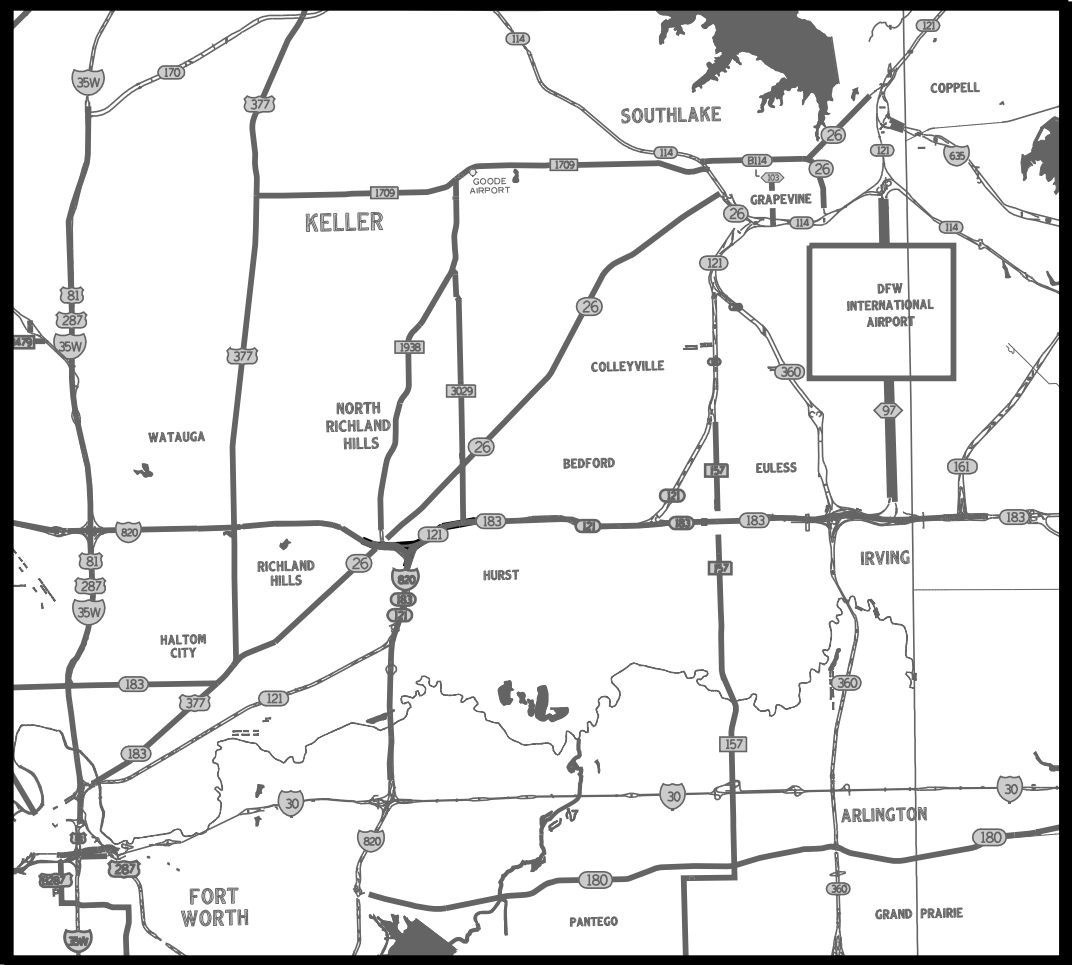 121
114
170
35W
COPPELL
377
SOUTHLAKE
26
121
114
B114
635
1709
26
103
GOODE
AIRPORT
1709
GRAPEVINE
26
114
114
KELLER
121
DFW
INTERNATIONAL
AIRPORT
81
26
287
35W
1938
377
COLLEYVILLE
360
3029
97
NORTH
RICHLAND
HILLS
WATAUGA
26
BEDFORD
EULESS
157
161
121
183
121
183
183
183
820
121
26
IRVING
81
RICHLAND
HILLS
HURST
157
820
287
183
35W
121
HALTOM
CITY
183
360
377
121
157
183
30
30
30
ARLINGTON
820
180
287
180
360
FORT
WORTH
PANTEGO
GRAND PRAIRIE
35W